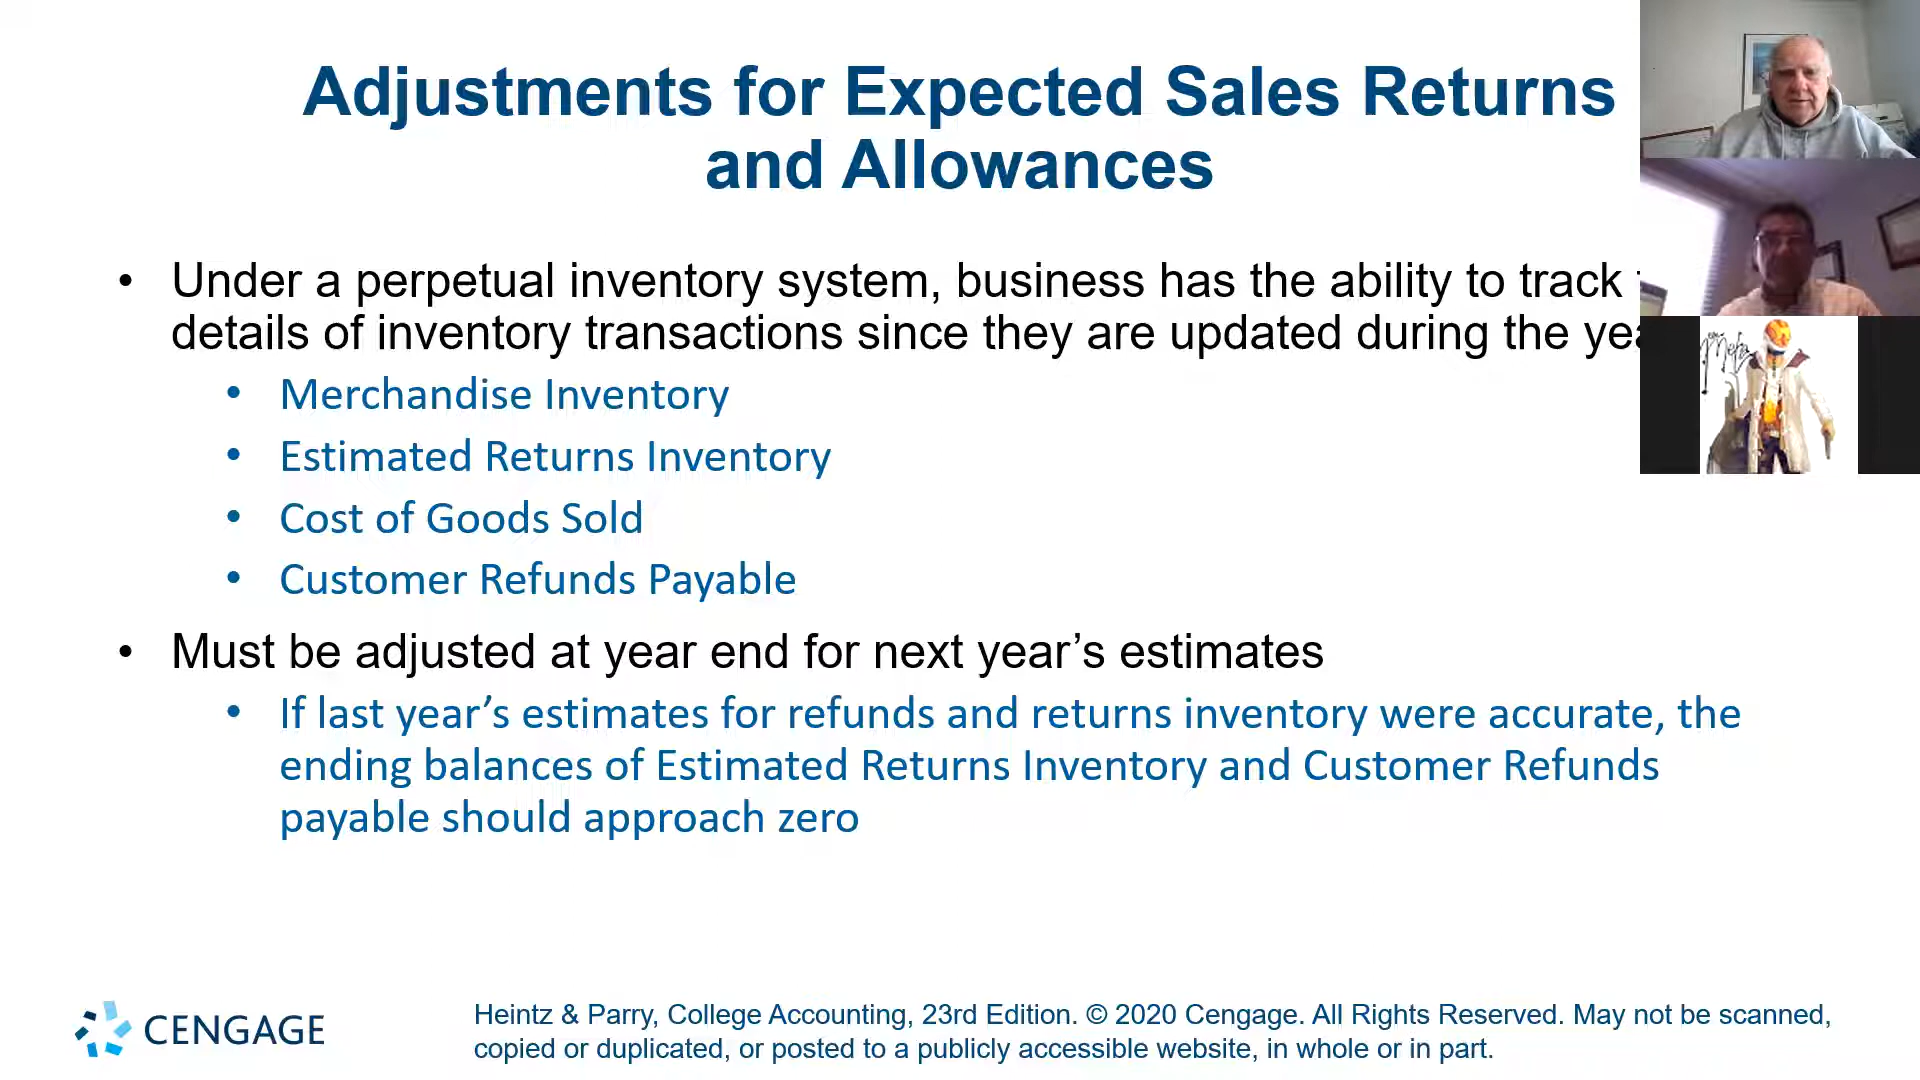 Adjustments for Expected Sales Returns
and Allowances
• Under a perpetual inventory system, business has the ability to track
details of inventory transactions since they are updated during the
• Merchandise Inventory
• Estimated Returns Inventory
• Cost of Goods Sold
• Customer Refunds Payable
• Must be adjusted at year end for next year’s estimates
• If last year’s estimates for refunds and returns inventory were accurate, the
ending balances of Estimated Returns Inventory and Customer Refunds
payable should approach zero
CENGAGE
Heintz & Parry, College Accounting, 23rd Edition. © 2020 Cengage. All Rights Reserved. May not be scanned,
copied or duplicated, or posted to a publicly accessible website, in whole or in part.